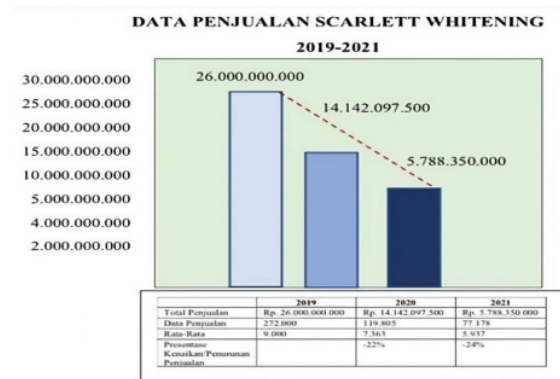 DATA PENJUALAN SCARLETT WHITENING
2019-2021
30.000.000.000
25.000.000.000
20.000.000.000
15.000.000.000
10.000.000.000
5.000.000.000
4.000.000.000
2.000.000.000
26.000.000.000
14.142.097.500
5.788.350.000
2019 2020 2021
Total Penjualan Rp. 26.000.000.000 Rp. 14.142.097.500 Rp. 5.788.350.000
Data Penjualan 272.000 119.805 77.178
Rata-Rata 9.000 7.363 5.937
Presentase -22% -24%
Kenaikan/Penurunan
Penjualan